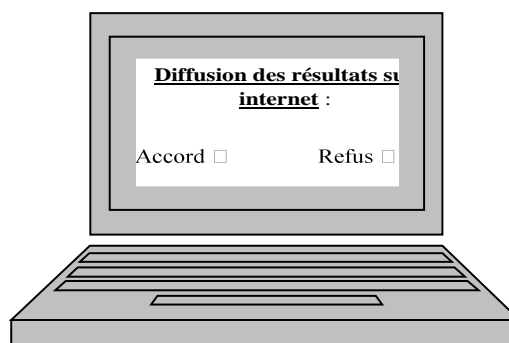 Diffusion des résultats su
internet :
Accord □ Refus □